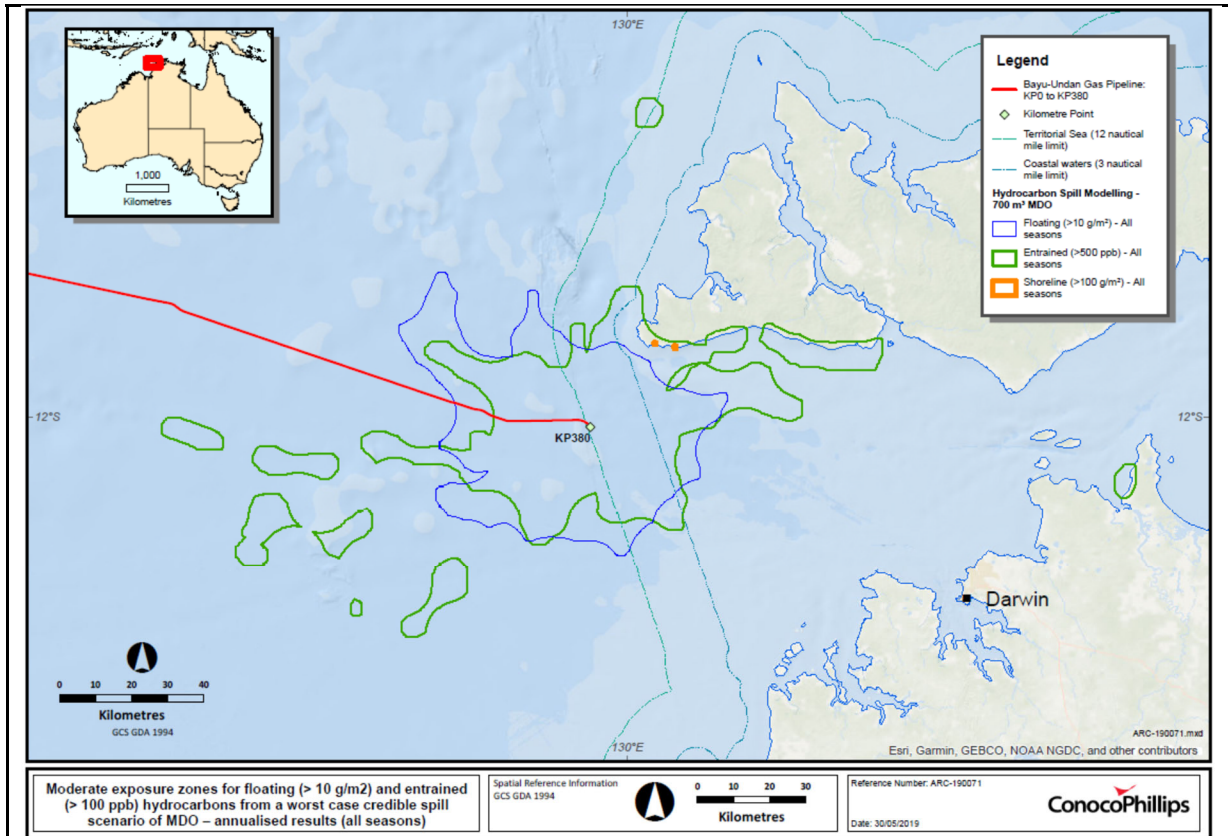 130°E
1,000
Kilometres
Legend
Bayu-Undan Gas Pipeline:
KP0 to KP380
Kilometre Point
Territorial Sea (12 nautical
mile limit)
Coastal waters (3 nautical
mile limit)
Hydrocarbon Spill Modelling -
700 m³ MDO
Floating (>10 g/m²) - All
seasons
Entrained (>500 ppb) - All
seasons
Shoreline (>100 g/m²) - All
seasons
12°S
12°S
KP380
Darwin
0 10 20 30 40
Kilometres
GCS GDA 1994
130°E
ARC-190071.mxd
Esri, Garmin, GEBCO, NOAA NGDC, and other contributors
Moderate exposure zones for floating (> 10 g/m2) and entrained
(> 100 ppb) hydrocarbons from a worst case credible spill
scenario of MDO – annualised results (all seasons)
Spatial Reference Information
GCS GDA 1994
0 10 20 30
Kilometres
Reference Number: ARC-190071
Date: 30/05/2019
ConocoPhillips